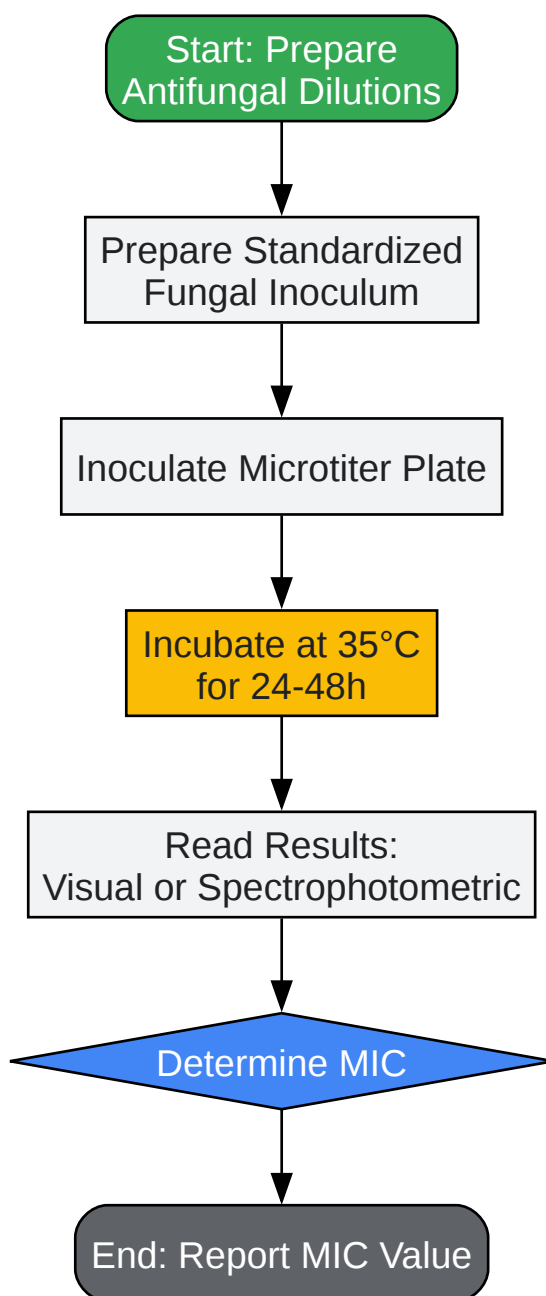 Start: Prepare
Antifungal Dilutions
Prepare Standardized
Fungal Inoculum
Inoculate Microtiter Plate
Incubate at 35°C
for 24-48h
Read Results:
Visual or Spectrophotometric
Determine MIC
End: Report MIC Value